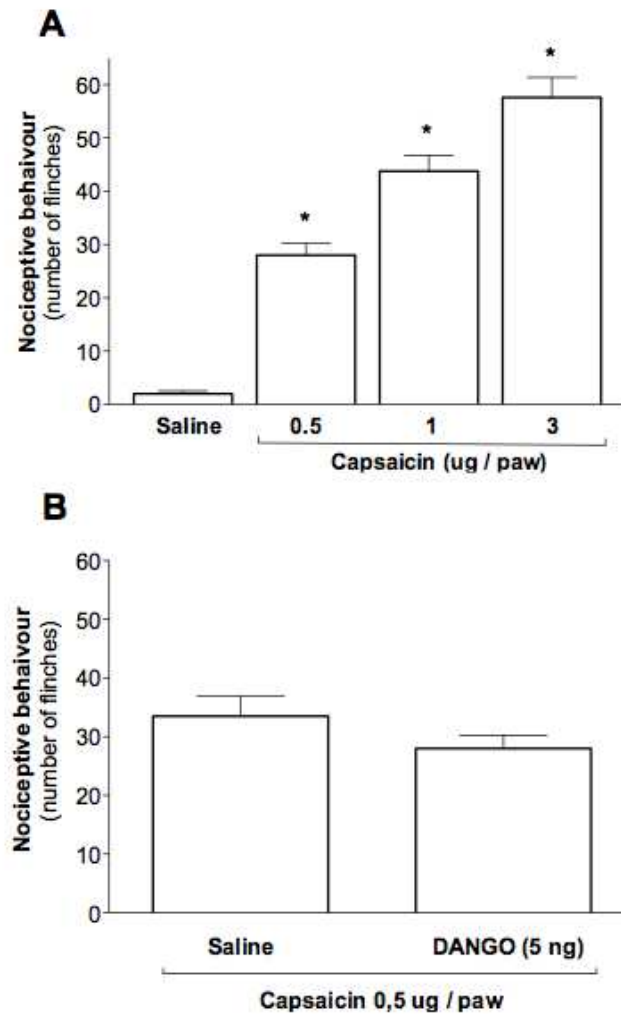 A
Nociceptive behaivour
(number of flinches)
60
50
40
30
20
10
0
* * *
Saline 0.5 1 3
Capsaicin (ug / paw)
B
Nociceptive behaivour
(number of flinches)
60
50
40
30
20
10
0
Saline DANGO (5 ng)
Capsaicin 0,5 ug / paw